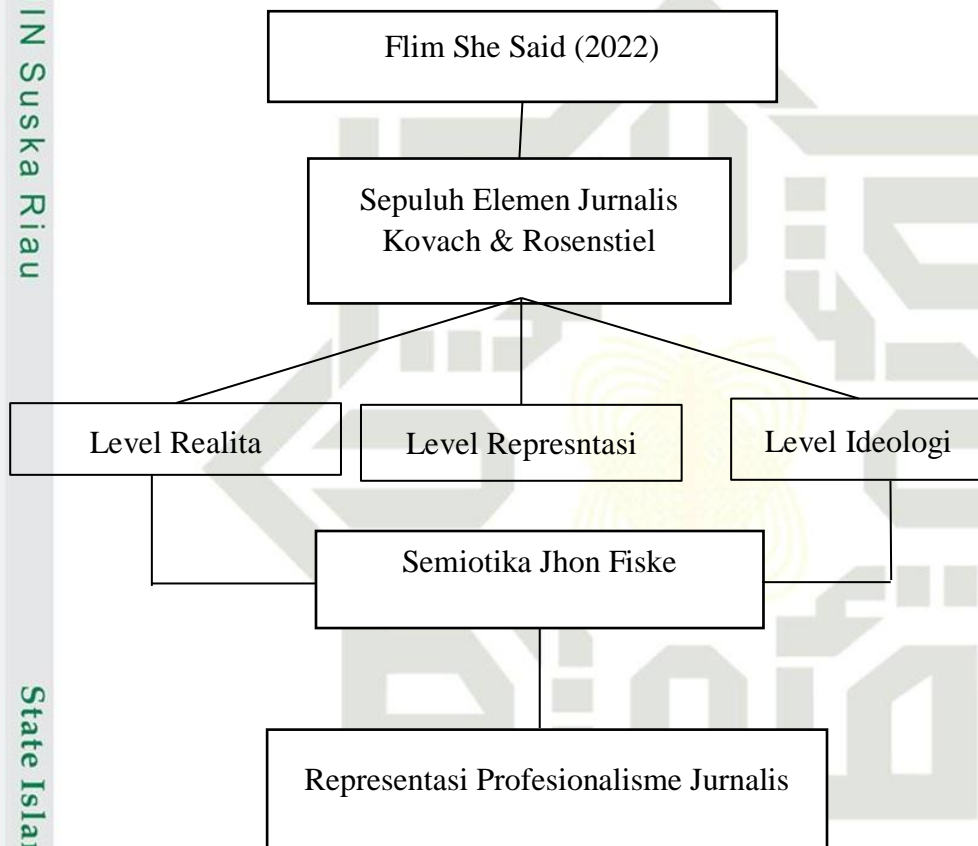 IN Suska Riau
State Islar
Flim She Said (2022)
Sepuluh Elemen Jurnalis
Kovach & Rosenstiel
Level Realita
Level Represntasi
Level Ideologi
Semiotika Jhon Fiske
Representasi Profesionalisme Jurnalis